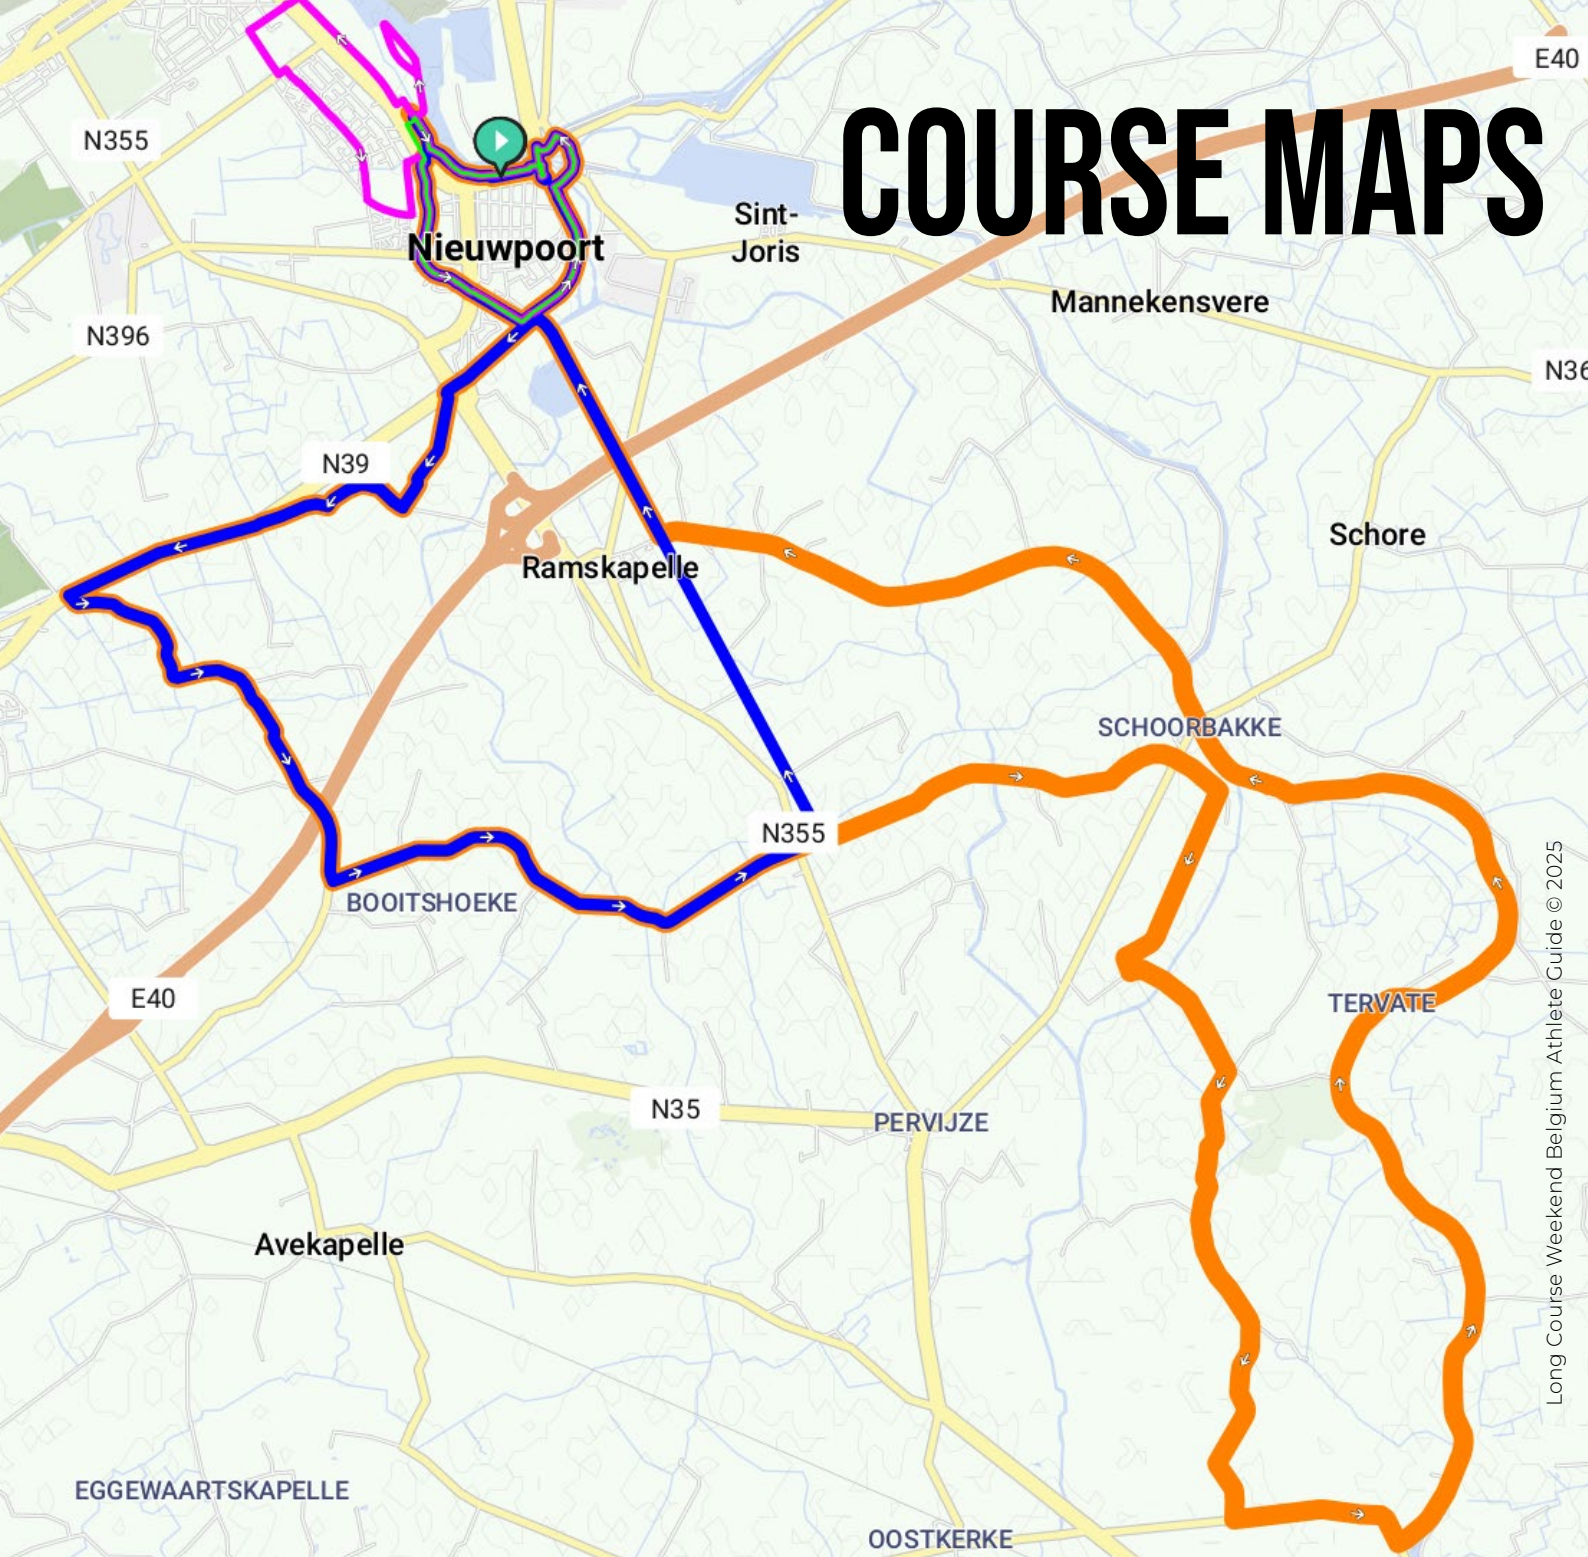 COURSE MAPS
E40
N355
Sint-
Joris
Nieuwpoort
Mannekensvere
N396
N36
N39
Schore
Ramskapelle
SCHOORBAKKE
N355
BOOITSHOEKE
E40
TERVATE
N35
PERVIJZE
Avekapelle
EGGEWAARTSKAPELLE
OOSTKERKE
Long Course Weekend Belgium Athlete Guide © 2025